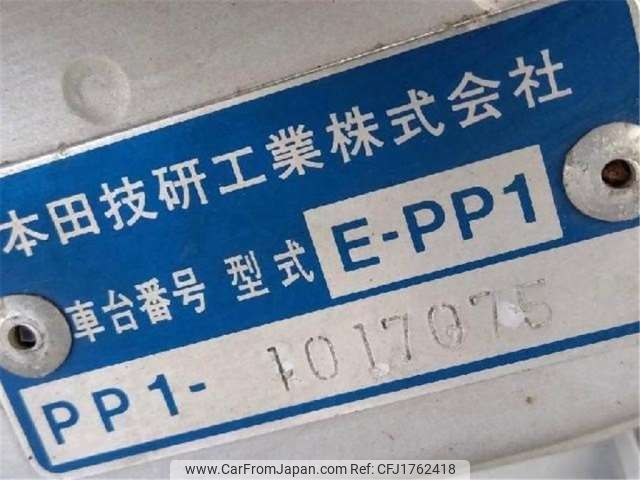 本田技研工業株式会社
車台番号 型式 E-PP1
PP1- 1017075
www.CarFromJapan.com CFJ1762418